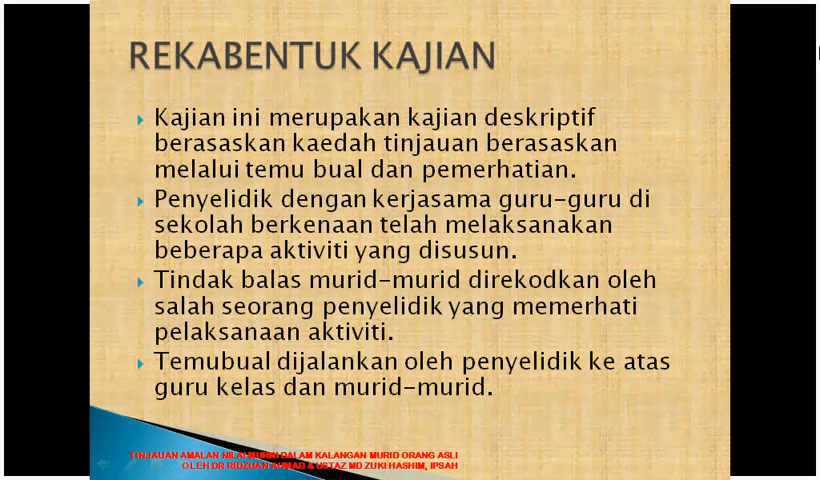 REKABENTUK KAJIAN
Kajian ini merupakan kajian deskriptif
berasaskan kaedah tinjauan berasaskan
melalui temu bual dan pemerhatian.
Penyelidik dengan kerjasama guru-guru di
sekolah berkenaan telah melaksanakan
beberapa aktiviti yang disusun.
Tindak balas murid-murid direkodkan oleh
salah seorang penyelidik yang memerhati
pelaksanaan aktiviti.
Temubual dijalankan oleh penyelidik ke atas
guru kelas dan murid-murid.
TINJAUAN AMALAN NILAI MURNI DALAM KALANGAN MURID ORANG ASLI
OLEH DR RIDZUAN AHMAD & USTAZ MD ZUKI HASHIM, IPSAH